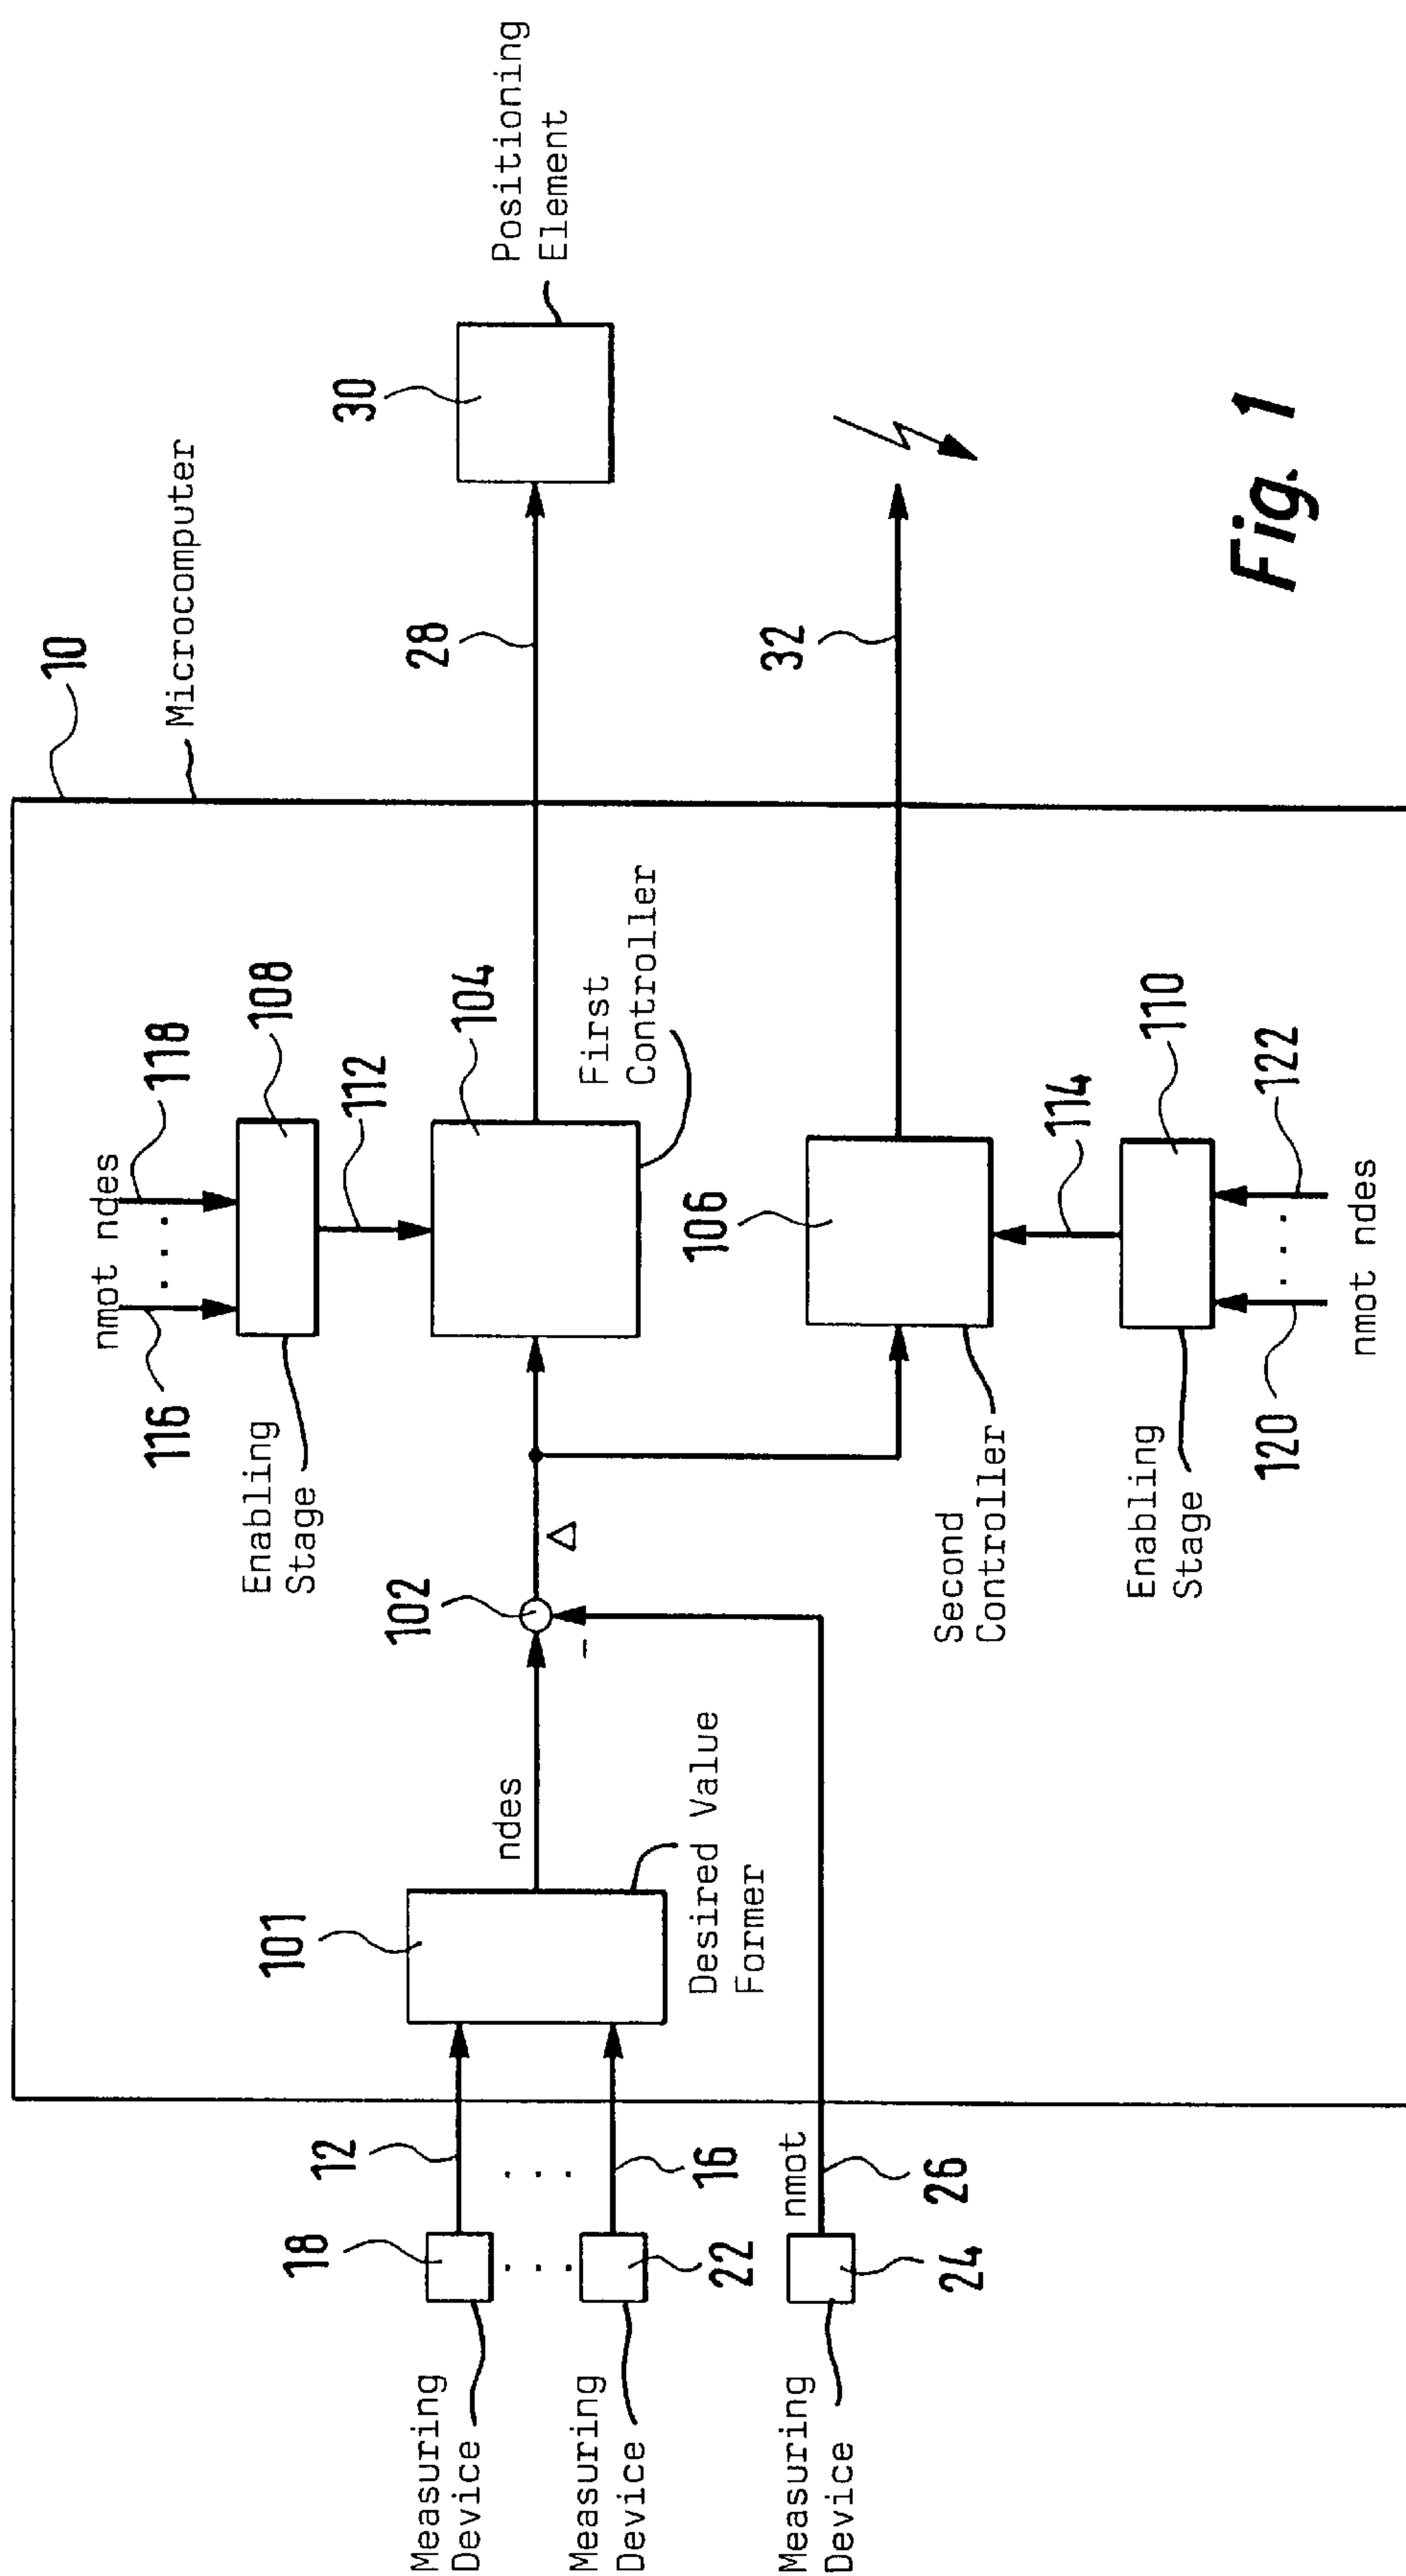 10
Microcomputer
nmot ndes
116
. . .
118
Enabling
Stage
108
112
104
First
Controller
28
30
Positioning
Element
101
ndes
102
Δ
−
Desired Value
Former
18
12
. . .
. . .
22
16
Measuring
Device
Measuring
Device
nmot
26
24
Measuring
Device
106
Second
Controller
32
114
Enabling
Stage
110
120
. . .
122
nmot ndes
Fig. 1